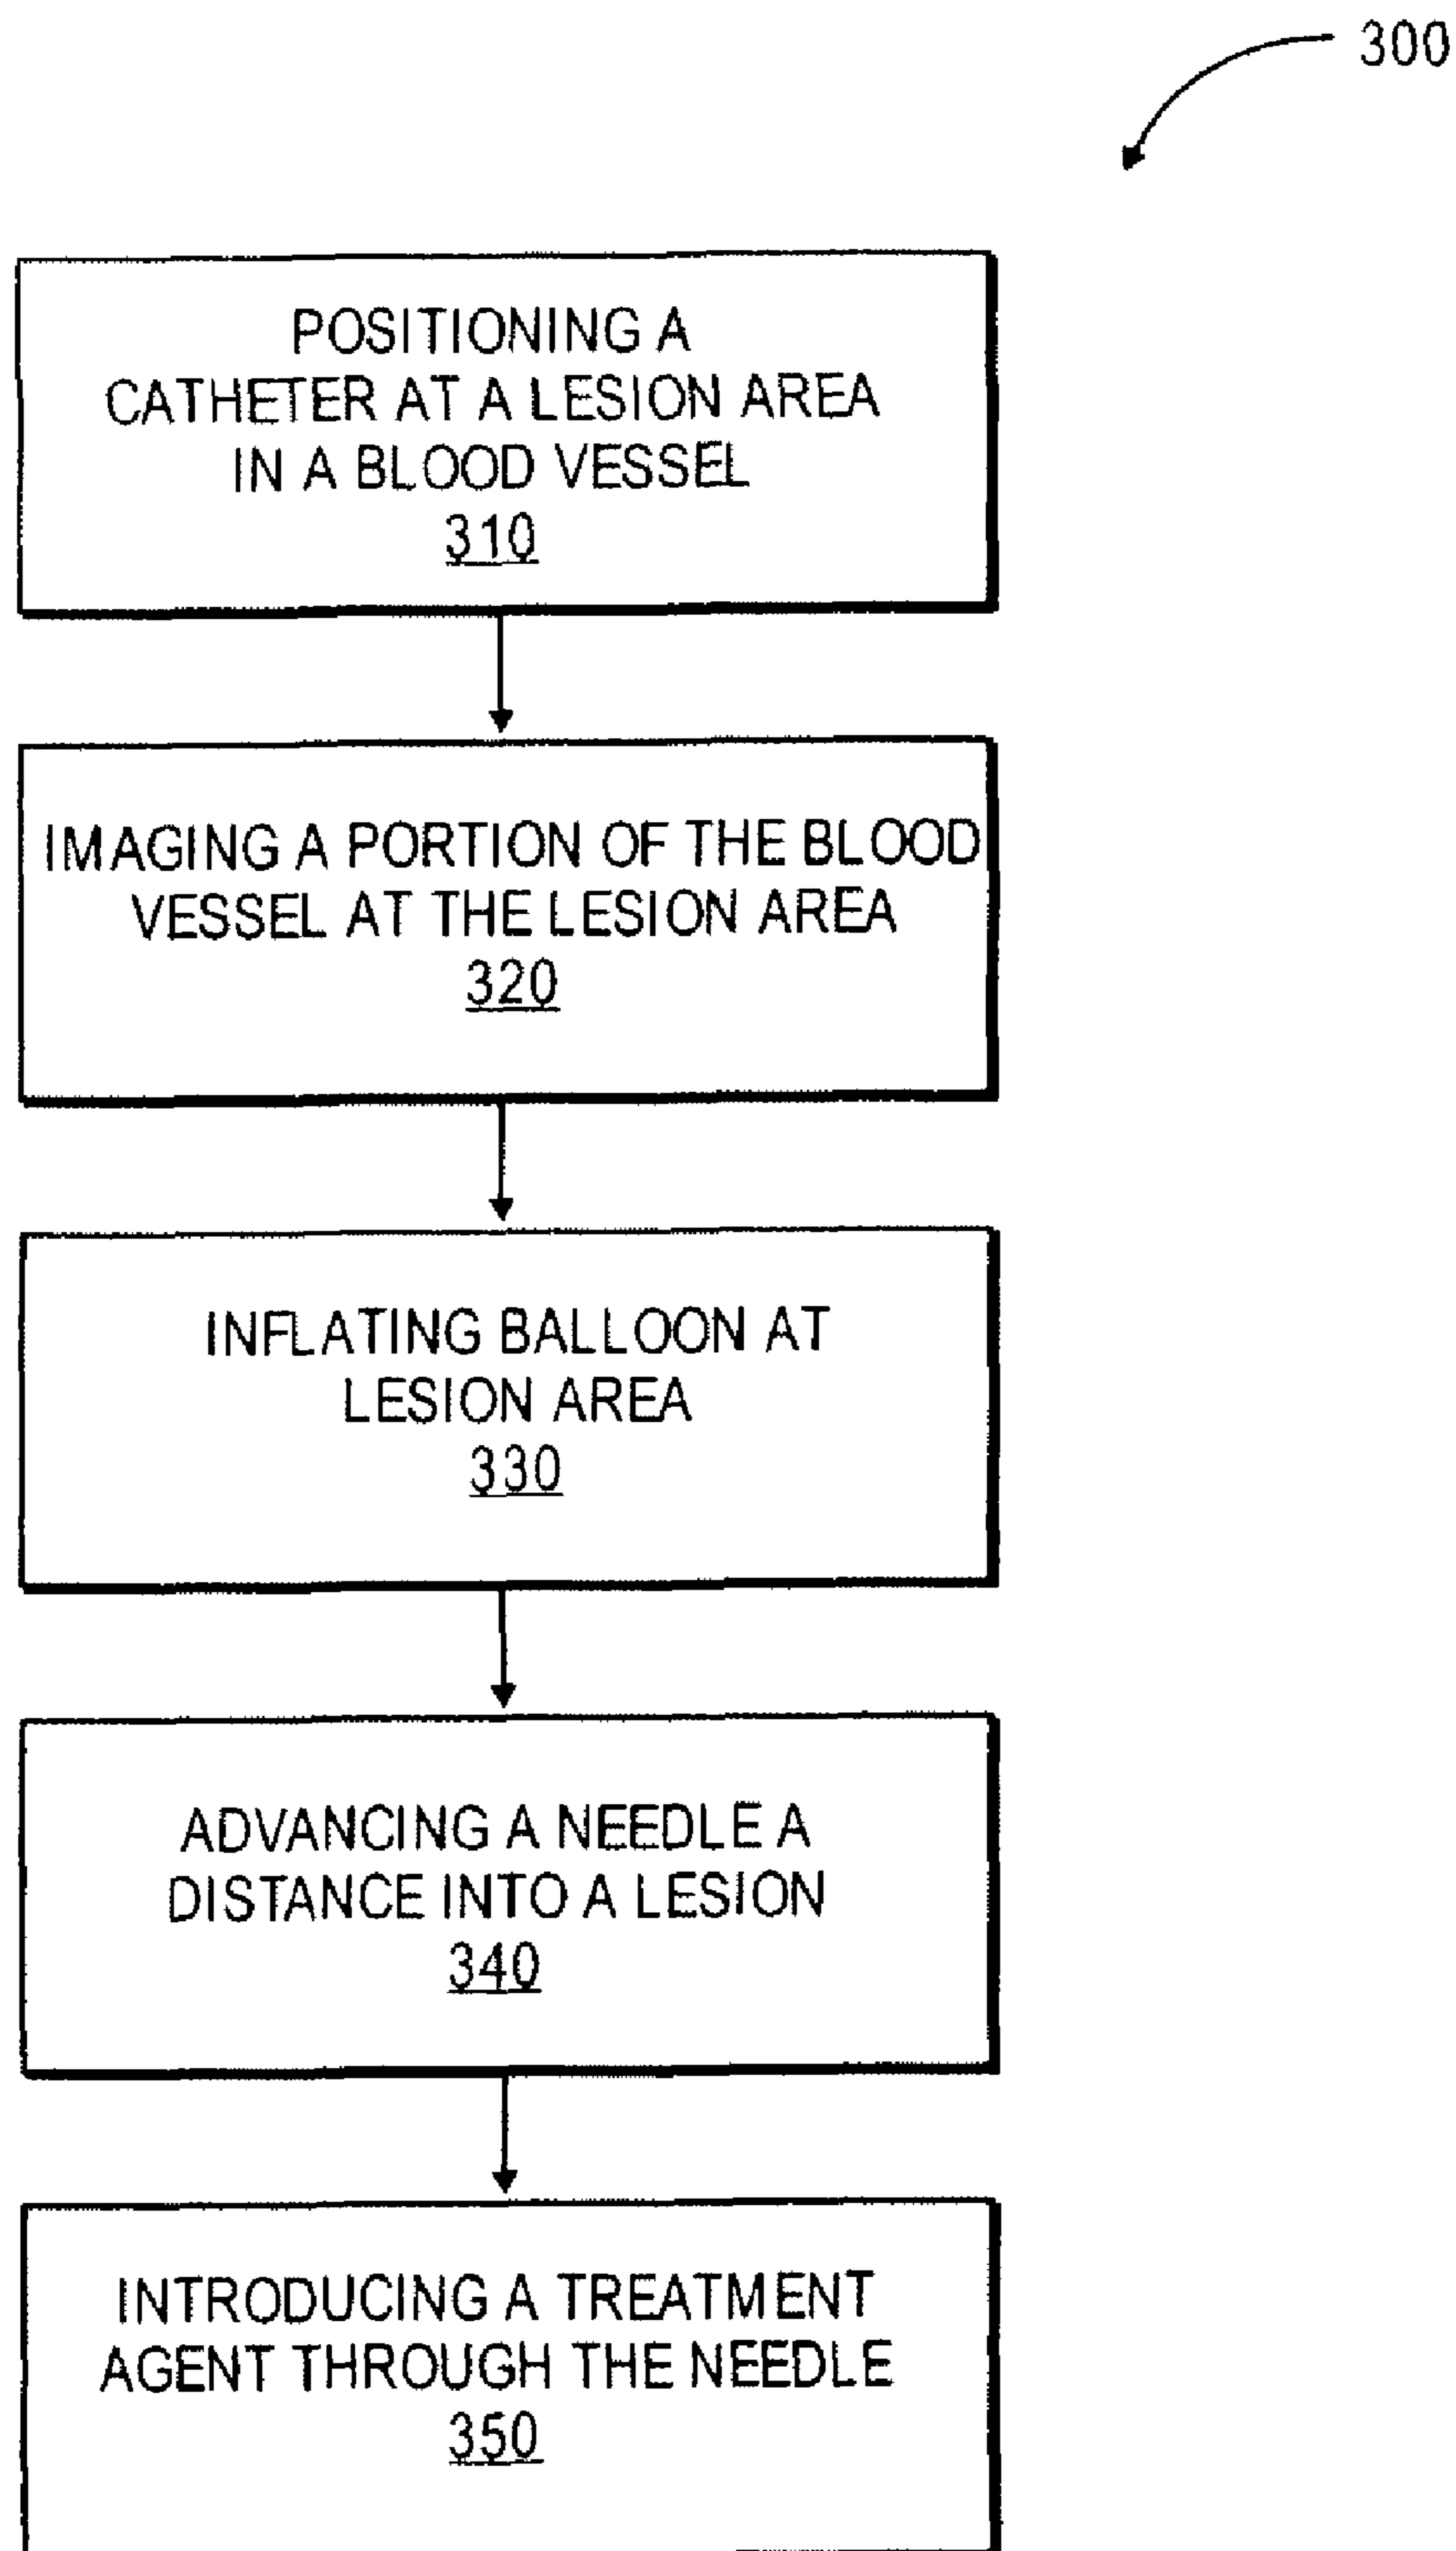 300
POSITIONING A
CATHETER AT A LESION AREA
IN A BLOOD VESSEL
310
IMAGING A PORTION OF THE BLOOD
VESSEL AT THE LESION AREA
320
INFLATING BALLOON AT
LESION AREA
330
ADVANCING A NEEDLE A
DISTANCE INTO A LESION
340
INTRODUCING A TREATMENT
AGENT THROUGH THE NEEDLE
350